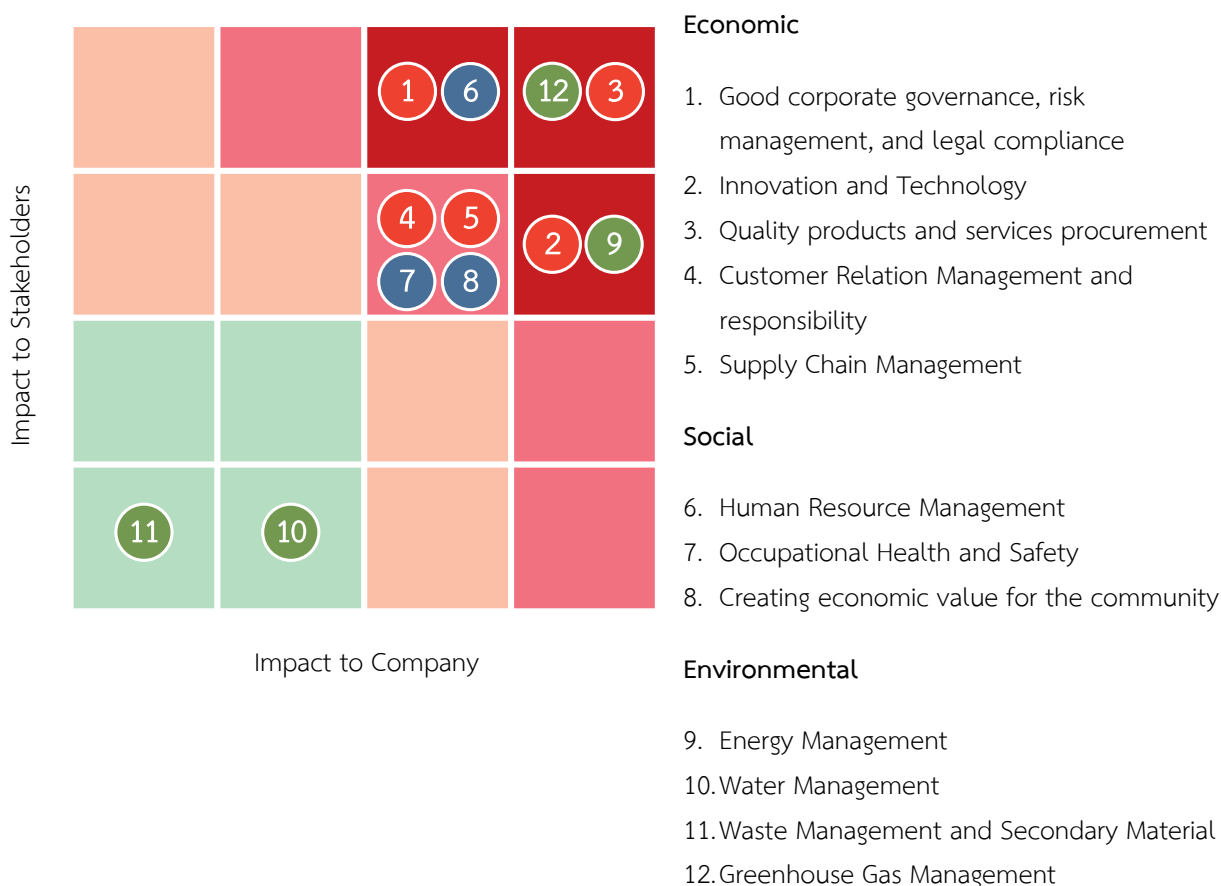 Impact to Stakeholders
1 6 12 3
4 5
2 9
7 8
11 10
Impact to Company
Economic
1. Good corporate governance, risk
management, and legal compliance
2. Innovation and Technology
3. Quality products and services procurement
4. Customer Relation Management and
responsibility
5. Supply Chain Management
Social
6. Human Resource Management
7. Occupational Health and Safety
8. Creating economic value for the community
Environmental
9. Energy Management
10. Water Management
11. Waste Management and Secondary Material
12. Greenhouse Gas Management